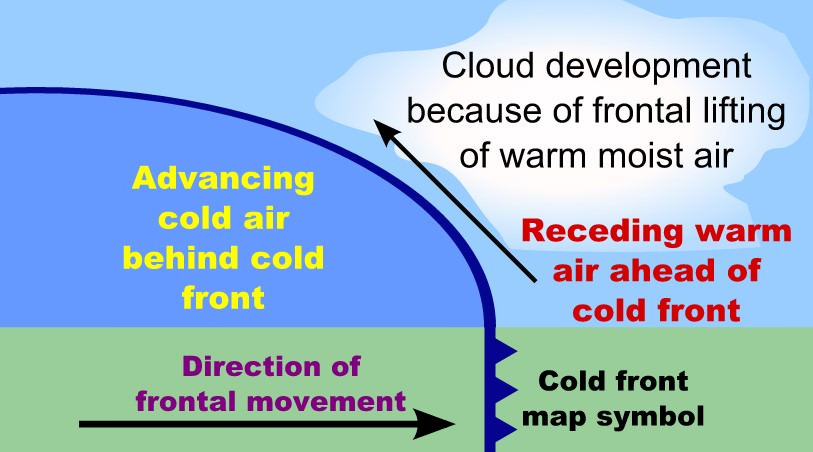 Cloud development
because of frontal lifting
of warm moist air
Advancing
cold air
behind cold
front
Receding warm
air ahead of
cold front
Direction of
frontal movement
Cold front
map symbol